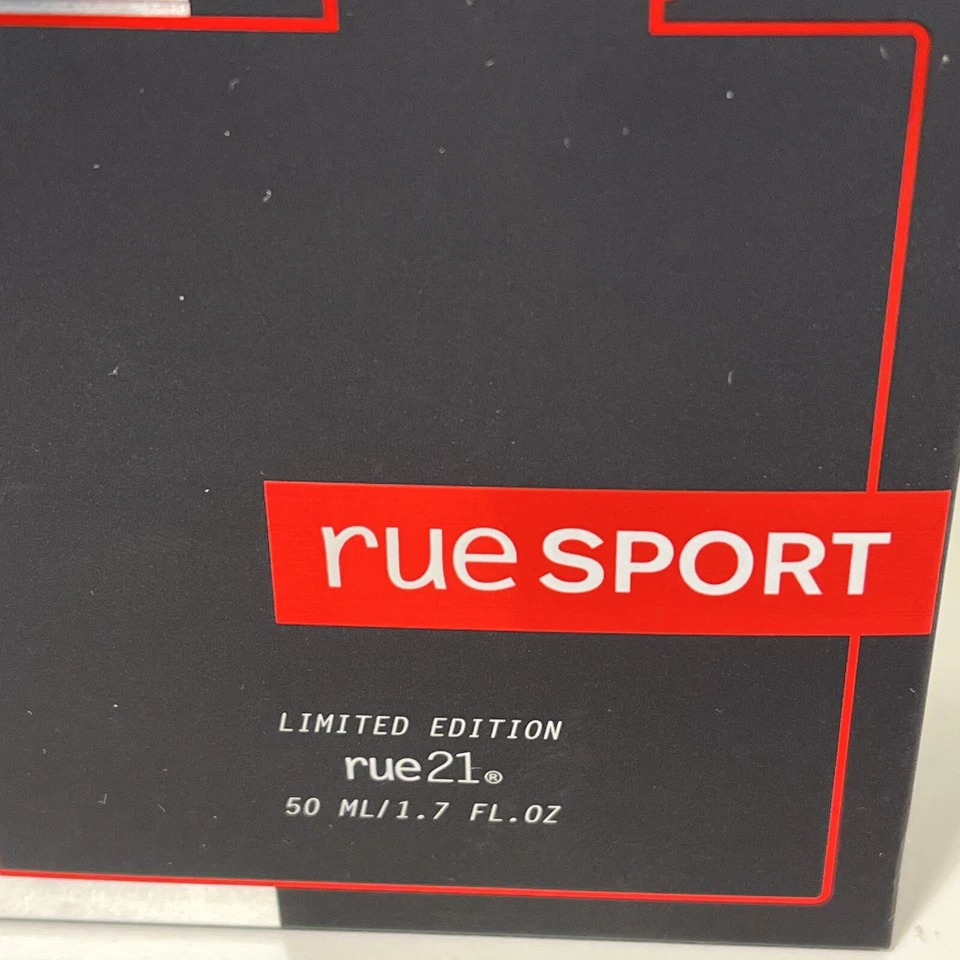 rue SPORT
LIMITED EDITION
rue21®
50 ML/1.7 FL.OZ